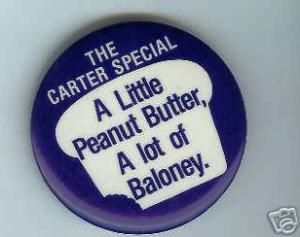 THE
CARTER SPECIAL
A Little
Peanut Butter,
A lot of
Baloney.